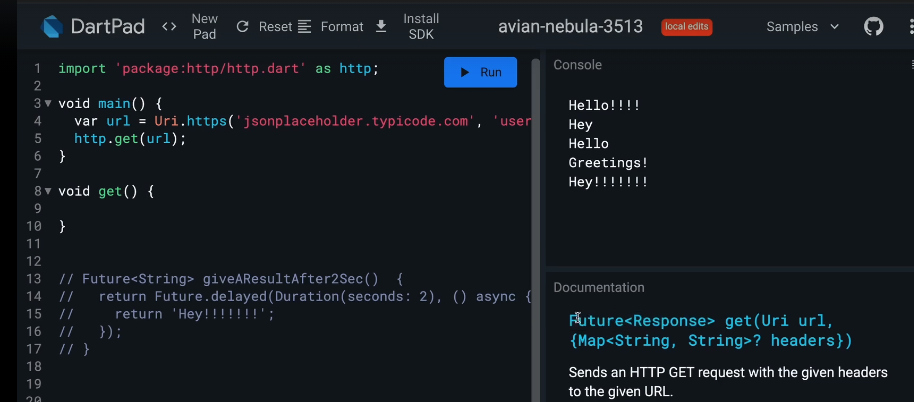 DartPad
<> New Pad
Reset
Format
Install SDK
avian-nebula-3513
local edits
Samples
1 import 'package:http/http.dart' as http;
2
3 void main() {
4 var url = Uri.https('jsonplaceholder.typicode.com', 'user
5 http.get(url);
6 }
7
8 void get() {
9
10 }
11
12
13 // Future<String> giveAResultAfter2Sec() {
14 // return Future.delayed(Duration(seconds: 2), () async {
15 // return 'Hey!!!!!!!';
16 // });
17 // }
18
19
20
Run
Console
Hello!!!!
Hey
Hello
Greetings!
Hey!!!!!!!
Documentation
Future<Response> get(Uri url,
{Map<String, String>? headers})
Sends an HTTP GET request with the given headers
to the given URL.